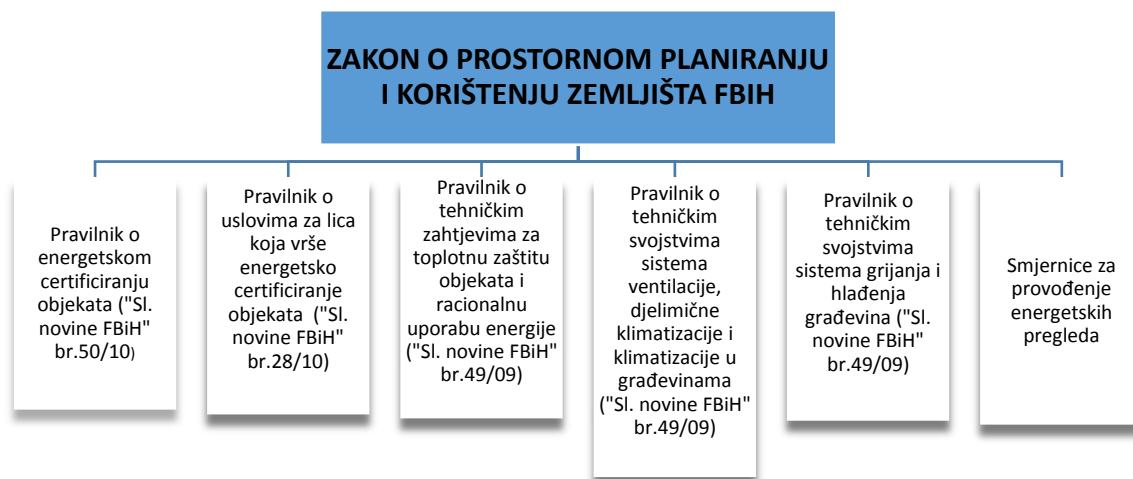 ZAKON O PROSTORNOM PLANIRANJU
I KORIŠTENJU ZEMLJIŠTA FBIH
Pravilnik o
energetskom
certificiranju
objekata ("Sl.
novine FBiH"
br.50/10)
Pravilnik o
uslovima za lica
koja vrše
energetsko
certificiranje
objekata ("Sl.
novine FBiH"
br.28/10)
Pravilnik o
tehničkim
zahtjevima za
toplotnu zaštitu
objekata i
racionalnu
uporabu energije
("Sl. novine FBiH"
br.49/09)
Pravilnik o
tehničkim
svojstvima
sistema
ventilacije,
djelimične
klimatizacije i
klimatizacije u
građevinama
("Sl. novine FBiH"
br.49/09)
Pravilnik o
tehničkim
svojstvima
sistema grijanja i
hlađenja
građevina ("Sl.
novine FBiH"
br.49/09)
Smjernice za
provođenje
energetskih
pregleda